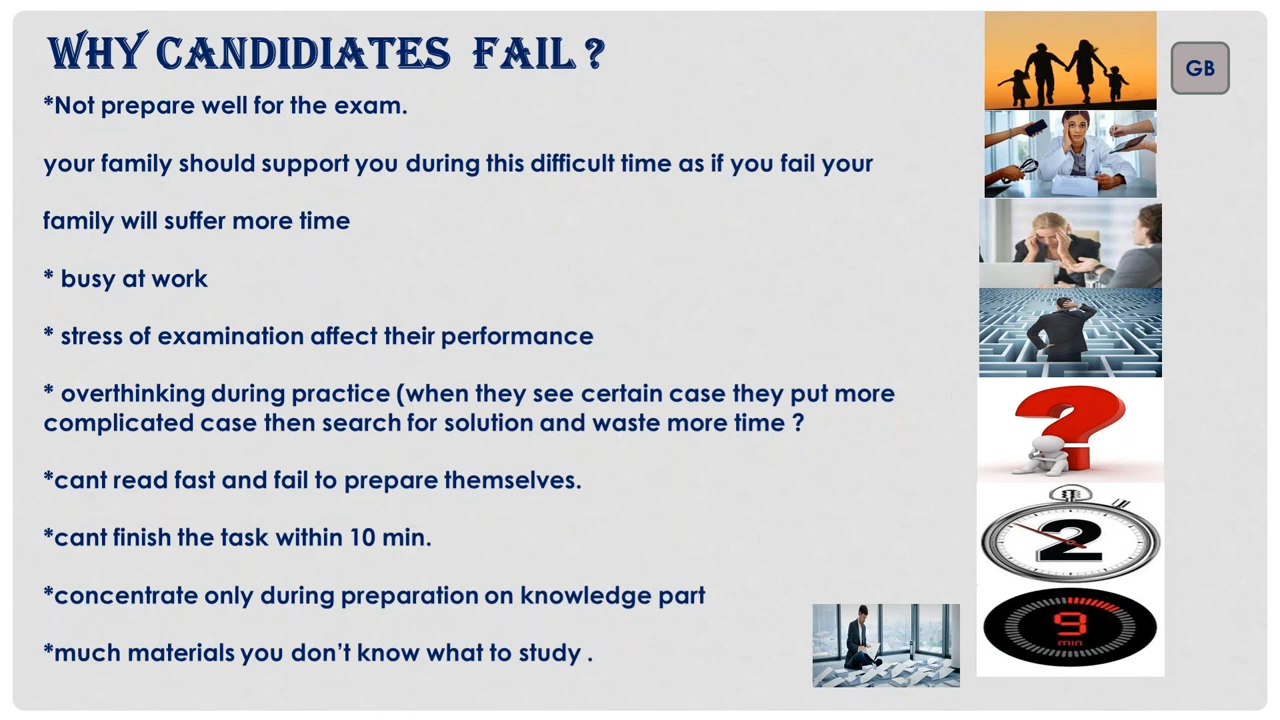 WHY CANDIDIATES FAIL ?
GB
*Not prepare well for the exam.
your family should support you during this difficult time as if you fail your
family will suffer more time
* busy at work
* stress of examination affect their performance
* overthinking during practice (when they see certain case they put more
complicated case then search for solution and waste more time ?
*cant read fast and fail to prepare themselves.
*cant finish the task within 10 min.
*concentrate only during preparation on knowledge part
*much materials you don’t know what to study .
?
2
9
min